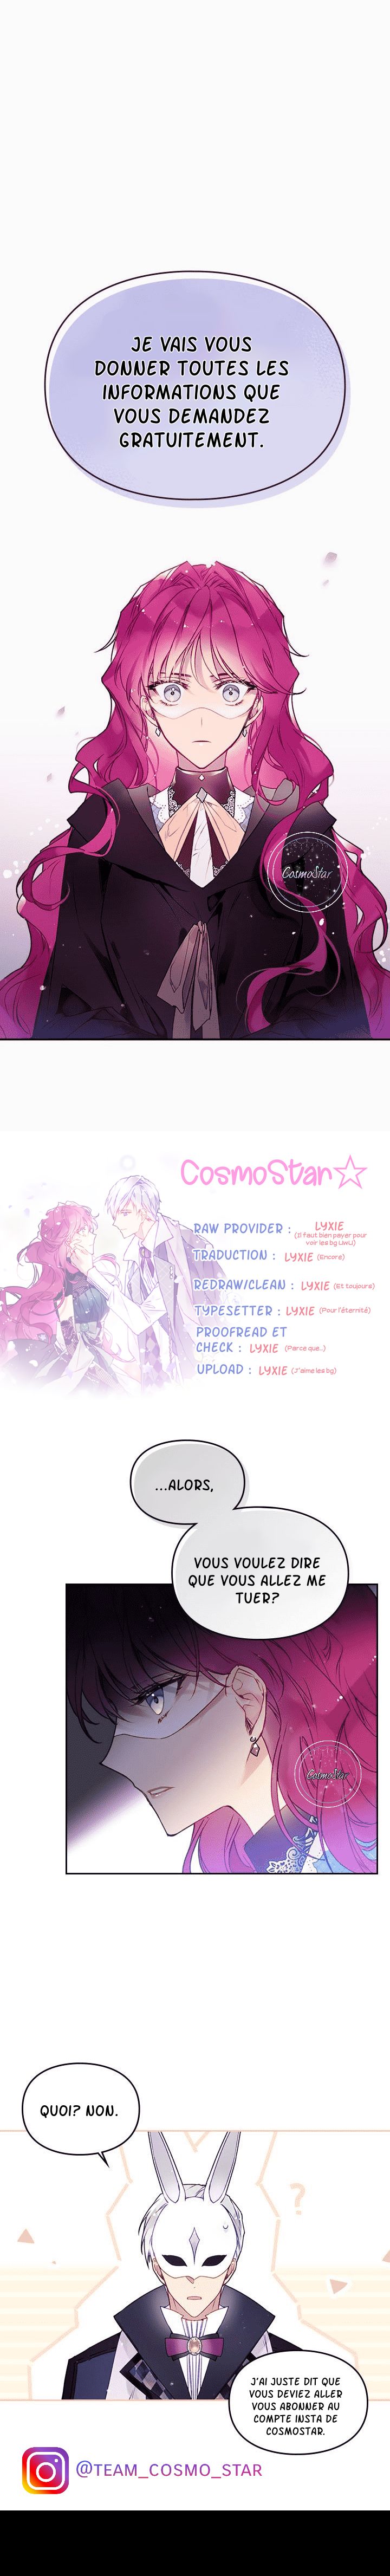 JE VAIS VOUS
DONNER TOUTES LES
INFORMATIONS QUE
VOUS DEMANDEZ
GRATUITEMENT.
CosmoStar
CosmoStar☆
RAW PROVIDER : LYXIE
(Il faut bien payer pour
voir les bg UwU)
TRADUCTION : LYXIE (Encore)
REDRAW/CLEAN : LYXIE (Et toujours)
TYPESETTER : LYXIE (Pour l'éternité)
PROOFREAD ET
CHECK : LYXIE (Parce que...)
UPLOAD : LYXIE (J'aime les bg)
...ALORS,
VOUS VOULEZ DIRE
QUE VOUS ALLEZ ME
TUER?
CosmoStar
QUOI? NON.
?
J'AI JUSTE DIT QUE
VOUS DEVIEZ ALLER
VOUS ABONNER AU
COMPTE INSTA DE
COSMOSTAR.
@TEAM_COSMO_STAR